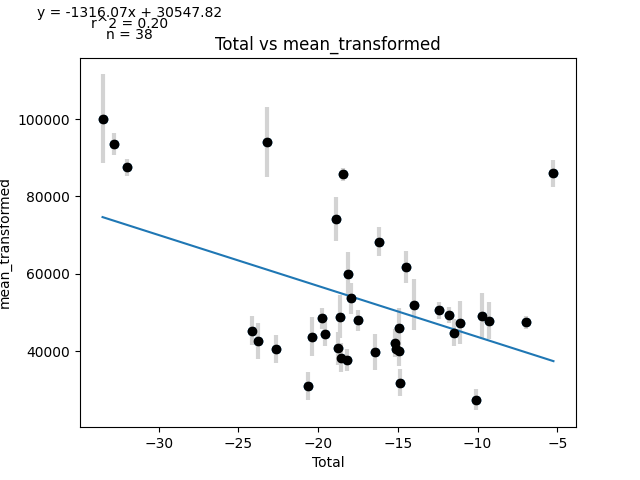 y = -1316.07x + 30547.82
r^2 = 0.20
n = 38
Total vs mean_transformed
100000
80000
60000
40000
mean_transformed
−30
−25
−20
−15
−10
−5
Total